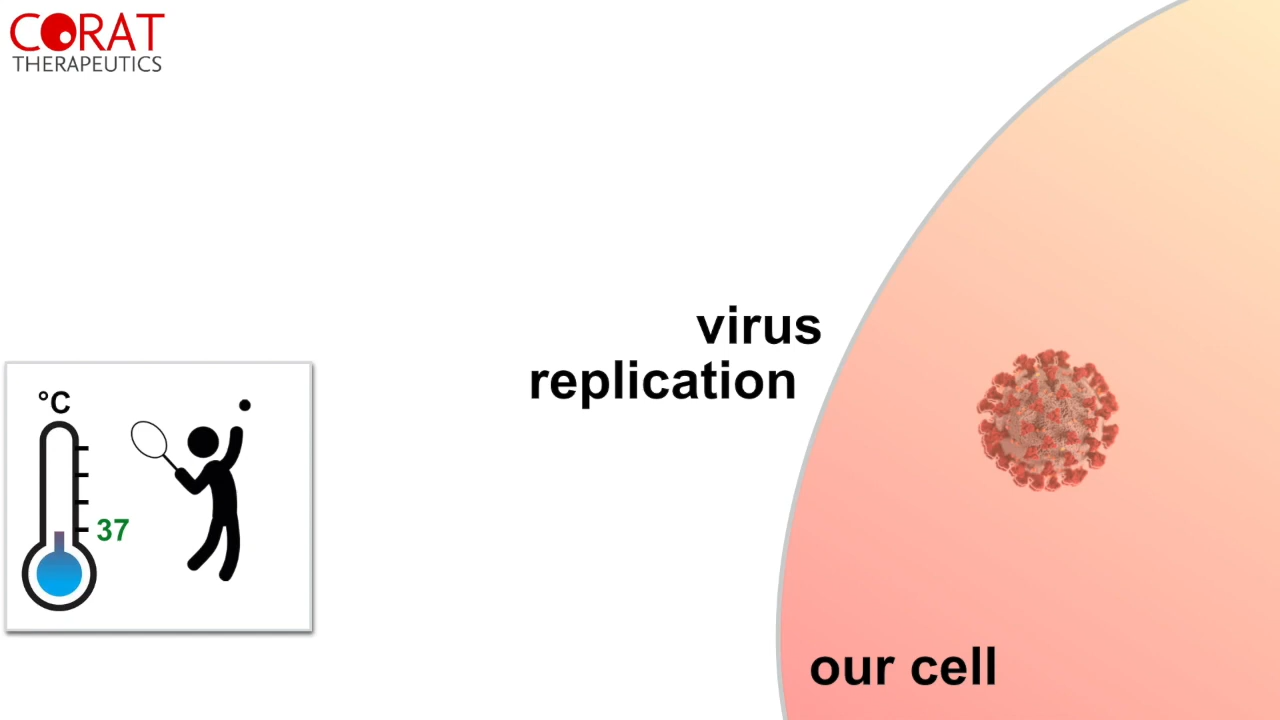 CORAT
THERAPEUTICS
virus
replication
°C
37
our cell